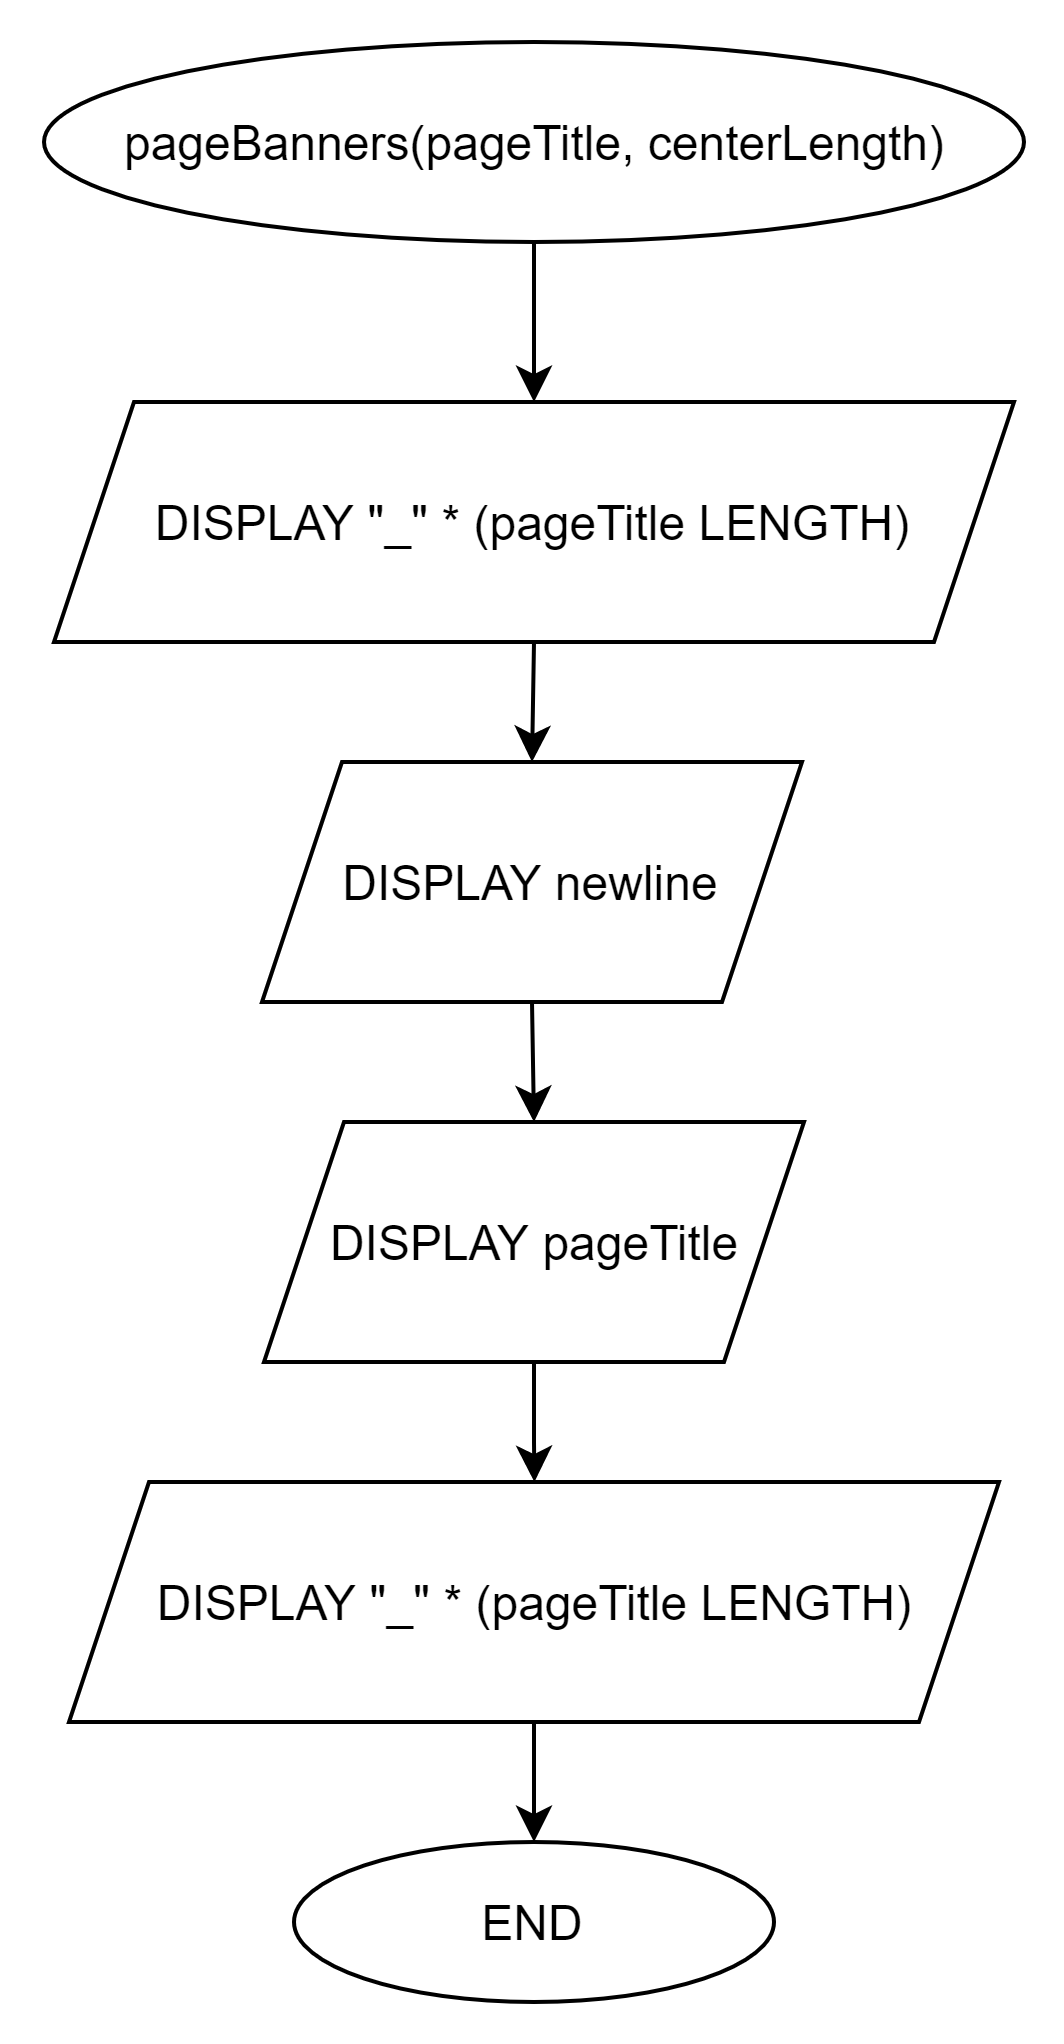 pageBanners(pageTitle, centerLength)
DISPLAY "_" * (pageTitle LENGTH)
DISPLAY newline
DISPLAY pageTitle
DISPLAY "_" * (pageTitle LENGTH)
END